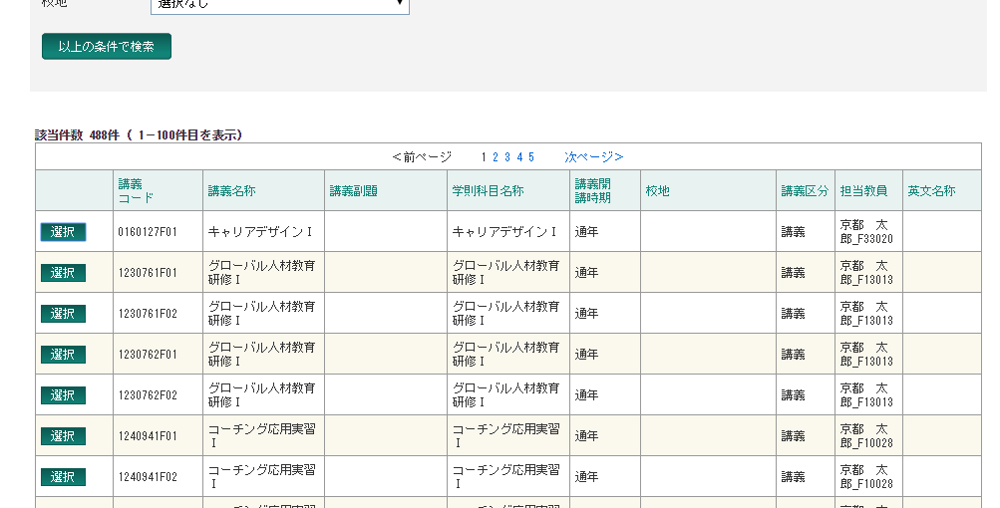 校地
選択なし
以上の条件で検索
該当件数 488件 ( 1－100件目を表示)
＜前ページ 1 2 3 4 5 次ページ＞
講義
コード
講義名称
講義副題
学則科目名称
講義開
講時期
校地
講義区分
担当教員
英文名称
選択 0160127F01 キャリアデザインⅠ キャリアデザインⅠ 通年 講義 京都 太
郎_F33020
選択 1230761F01 グローバル人材教育
研修Ⅰ
グローバル人材教育
研修Ⅰ
通年 講義 京都 太
郎_F13013
選択 1230761F02 グローバル人材教育
研修Ⅰ
グローバル人材教育
研修Ⅰ
通年 講義 京都 太
郎_F13013
選択 1230762F01 グローバル人材教育
研修Ⅰ
グローバル人材教育
研修Ⅰ
通年 講義 京都 太
郎_F13013
選択 1230762F02 グローバル人材教育
研修Ⅰ
グローバル人材教育
研修Ⅰ
通年 講義 京都 太
郎_F13013
選択 1240941F01 コーチング応用実習
Ⅰ
コーチング応用実習
Ⅰ
通年 講義 京都 太
郎_F10028
選択 1240941F02 コーチング応用実習
Ⅰ
コーチング応用実習
Ⅰ
通年 講義 京都 太
郎_F10028